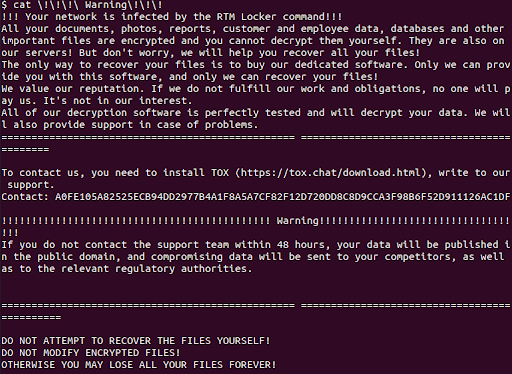 $ cat \!\!\!\ Warning\!\!\!
!!! Your network is infected by the RTM Locker command!!!
All your documents, photos, reports, customer and employee data, databases and other
important files are encrypted and you cannot decrypt them yourself. They are also on
our servers! But don't worry, we will help you recover all your files!
The only way to recover your files is to buy our dedicated software. Only we can prov
ide you with this software, and only we can recover your files!
We value our reputation. If we do not fulfill our work and obligations, no one will p
ay us. It's not in our interest.
All of our decryption software is perfectly tested and will decrypt your data. We wil
l also provide support in case of problems.
================================================= ===================================
========
To contact us, you need to install TOX (https://tox.chat/download.html), write to our
support.
Contact: A0FE105A82525ECB94DD2977B4A1F8A5A7CF82F12D720DD8C8D9CCA3F98B6F52D911126AC1DF
!!!!!!!!!!!!!!!!!!!!!!!!!!!!!!!!!!!!!!!!!!!!! Warning!!!!!!!!!!!!!!!!!!!!!!!!!!!!!!!!
!!!
If you do not contact the support team within 48 hours, your data will be published i
n the public domain, and compromising data will be sent to your competitors, as well
as to the relevant regulatory authorities.
================================================= ===================================
==========
DO NOT ATTEMPT TO RECOVER THE FILES YOURSELF!
DO NOT MODIFY ENCRYPTED FILES!
OTHERWISE YOU MAY LOSE ALL YOUR FILES FOREVER!